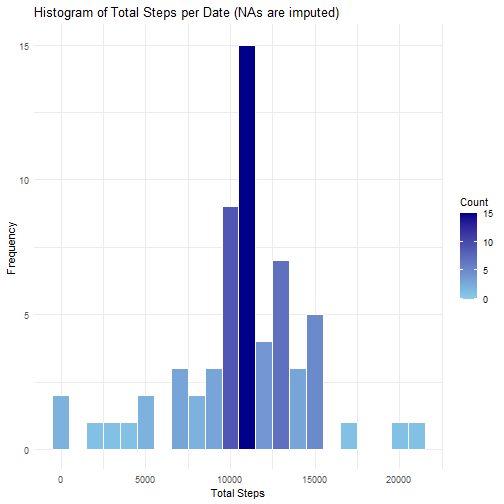 Histogram of Total Steps per Date (NAs are imputed)
15
10
5
0
Frequency
0 5000 10000 15000 20000
Total Steps
Count
15
10
5
0